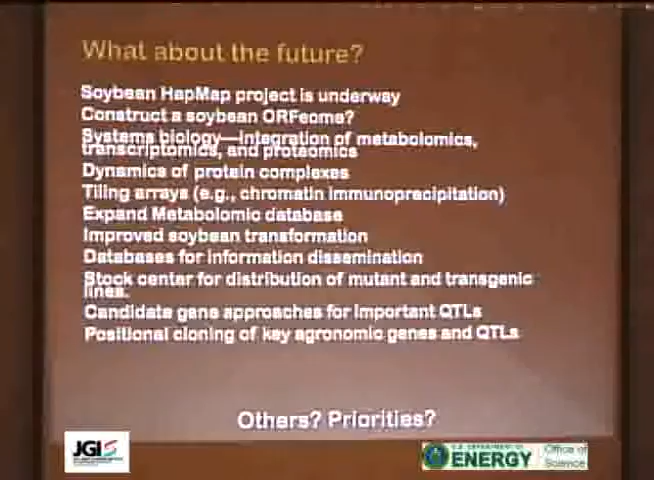 What about the future?
Soybean HapMap project is underway
Construct a soybean ORFeome?
Systems biology—Integration of metabolomics,
transcriptomics, and proteomics
Dynamics of protein complexes
Tiling arrays (e.g., chromatin immunoprecipitation)
Expand Metabolomic database
Improved soybean transformation
Databases for information dissemination
Stock center for distribution of mutant and transgenic
lines.
Candidate gene approaches for important QTLs
Positional cloning of key agronomic genes and QTLs
Others? Priorities?
JGI
U.S. DEPARTMENT OF
ENERGY
Office of
Science